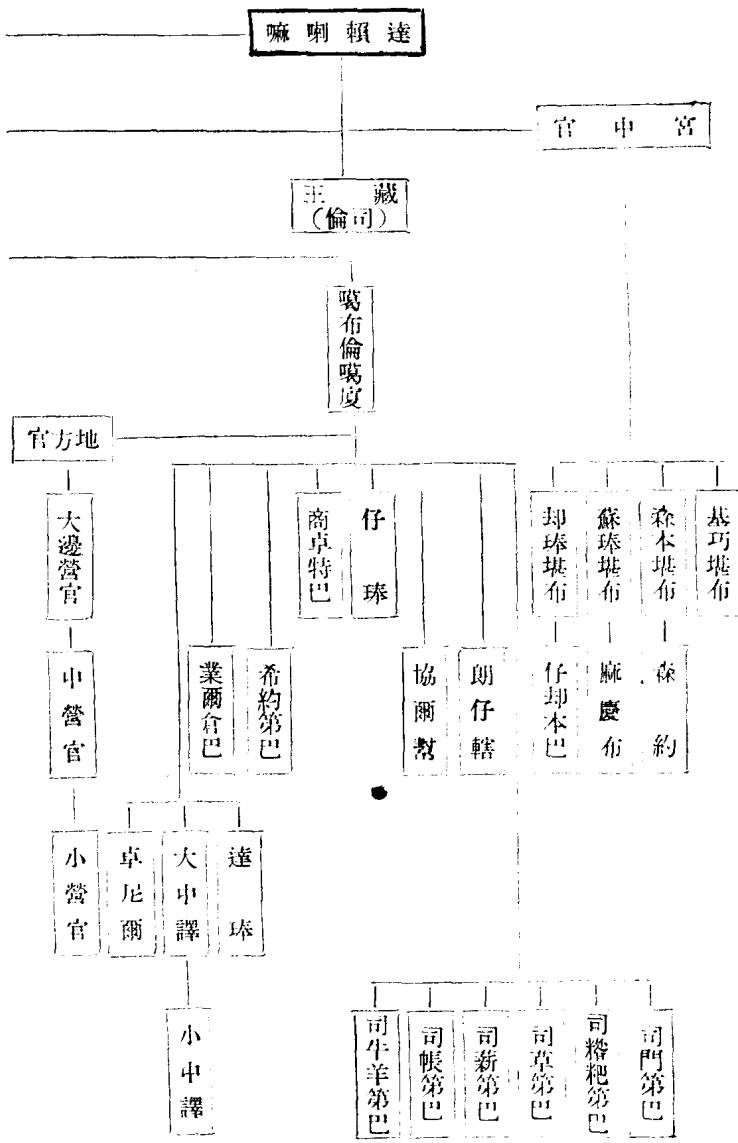 達賴喇嘛
宮中官
藏王
（司倫）
噶布倫噶廈
地方官
基巧堪布
森本堪布
蘇琫堪布
却琫堪布
仔琫
商卓特巴
大邊營官
森約
麻慶布
仔却本巴
朗仔轄
協爾幫
希約第巴
業爾倉巴
中營官
達琫
大中譯
卓尼爾
小營官
司門第巴
司糌粑第巴
司草第巴
司薪第巴
司帳第巴
司牛羊第巴
小中譯